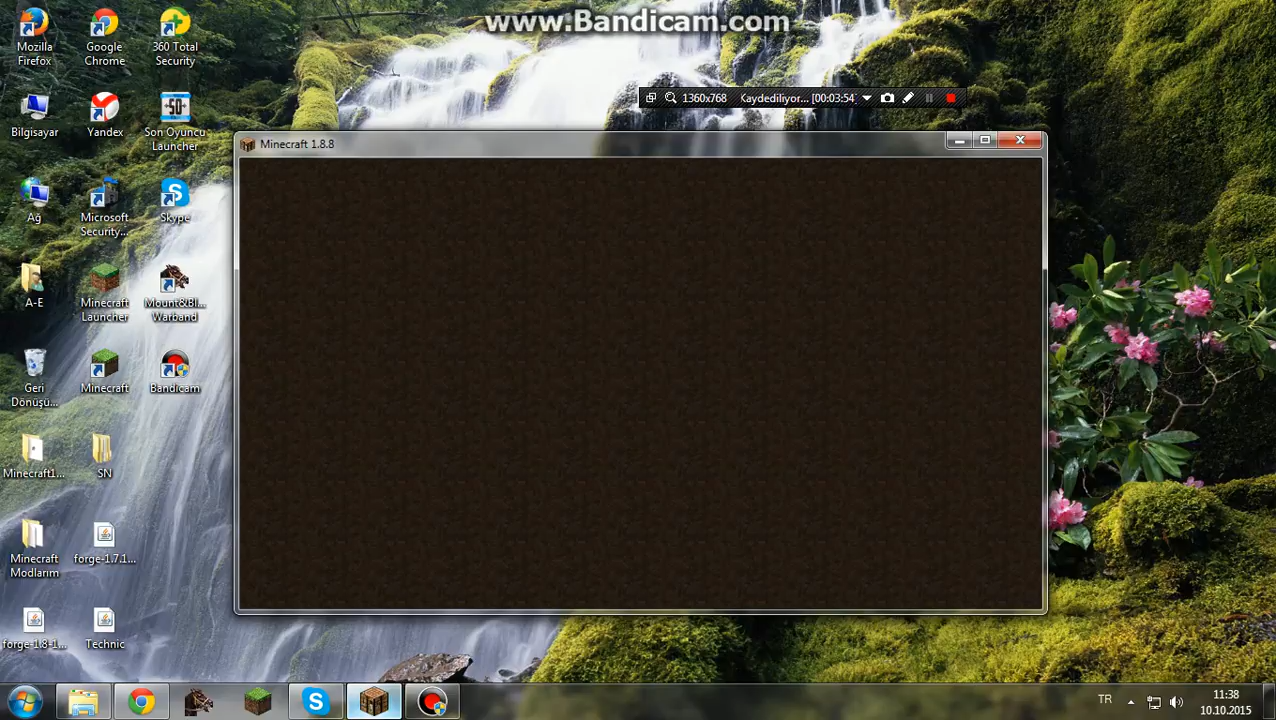 www.Bandicam.com
1360x768 Kaydediliyor... [00:03:54]
Minecraft 1.8.8
Mozilla
Firefox
Google
Chrome
360 Total
Security
Bilgisayar
Yandex
Son Oyuncu
Launcher
Ağ
Microsoft
Security...
Skype
A-E
Minecraft
Launcher
Mount&Bl...
Warband
Geri
Dönüşü...
Minecraft
Bandicam
Minecraft1...
SN
Minecraft
Modlarım
forge-1.7.1...
forge-1.8-1...
Technic
TR
11:38
10.10.2015